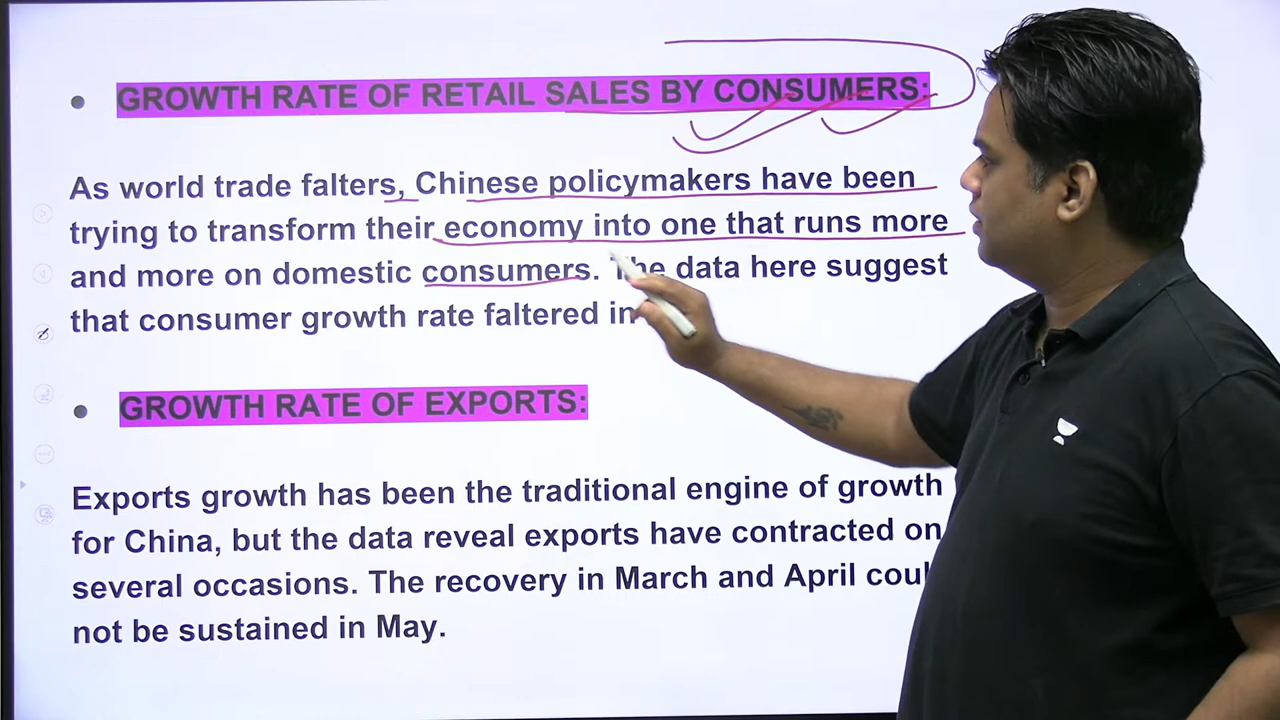 GROWTH RATE OF RETAIL SALES BY CONSUMERS:
As world trade falters, Chinese policymakers have been
trying to transform their economy into one that runs more
and more on domestic consumers. The data here suggest
that consumer growth rate faltered in
GROWTH RATE OF EXPORTS:
Exports growth has been the traditional engine of growth
for China, but the data reveal exports have contracted on
several occasions. The recovery in March and April
not be sustained in May.